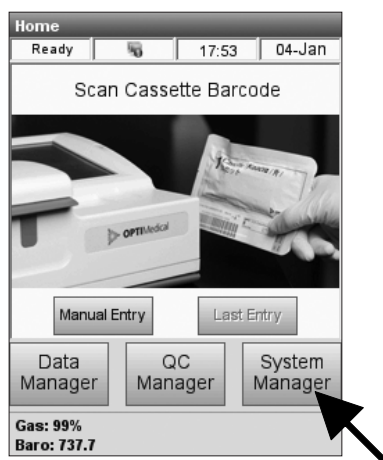 Home
Ready 17:53 04-Jan
Scan Cassette Barcode
OPTIMedical
Manual Entry Last Entry
Data Manager QC Manager System Manager
Gas: 99%
Baro: 737.7